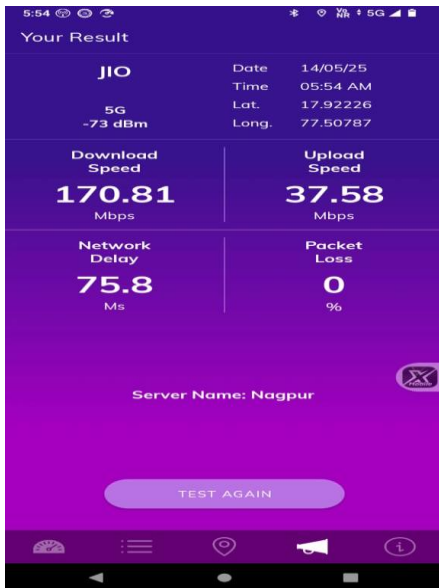 5:54 5G
Your Result
JIO
5G
-73 dBm
Date 14/05/25
Time 05:54 AM
Lat. 17.92226
Long. 77.50787
Download Speed
170.81
Mbps
Upload Speed
37.58
Mbps
Network Delay
75.8
Ms
Packet Loss
0
%
Server Name: Nagpur
TEST AGAIN